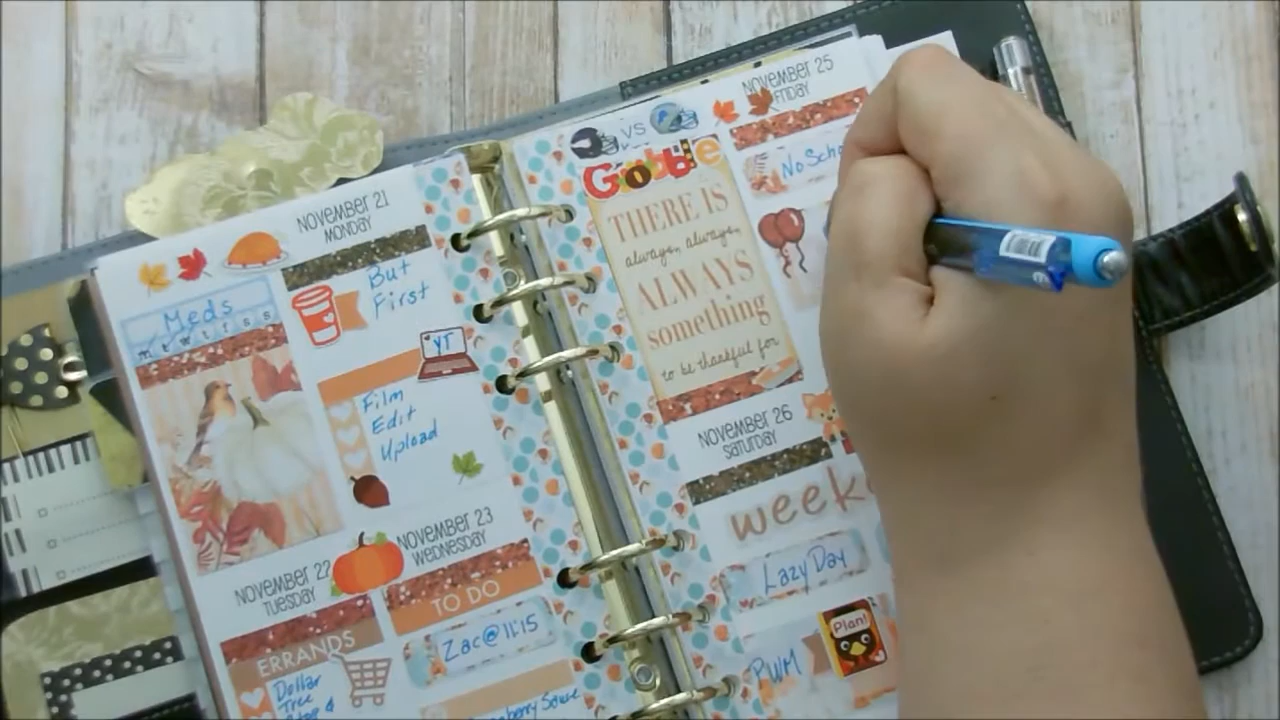 NOVEMBER 21
MONDAY
Meds
m t w t f s s
But
First
YT
Film
Edit
Upload
NOVEMBER 22
TUESDAY
ERRANDS
Dollar
Tree
NOVEMBER 23
WEDNESDAY
TO DO
Zac@11:15
VS
Gobble
THERE IS
always, always,
ALWAYS
something
to be thankful for
NOVEMBER 25
FRIDAY
No
NOVEMBER 26
SATURDAY
Lazy Day
PWM
Plan!